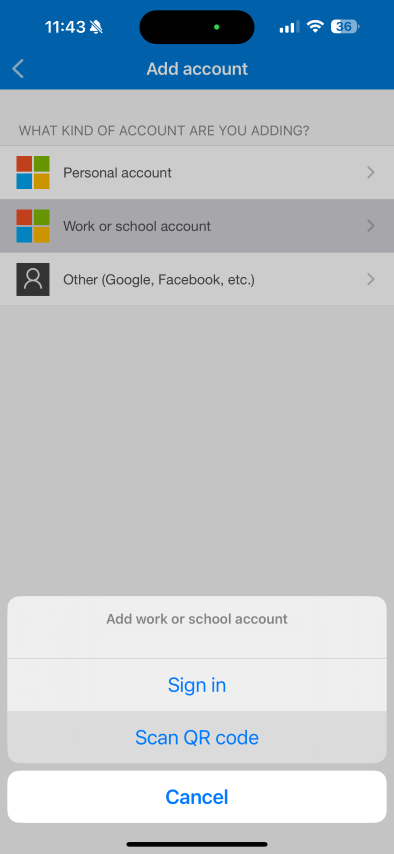 11:43
36
Add account
WHAT KIND OF ACCOUNT ARE YOU ADDING?
Personal account
Work or school account
Other (Google, Facebook, etc.)
Add work or school account
Sign in
Scan QR code
Cancel